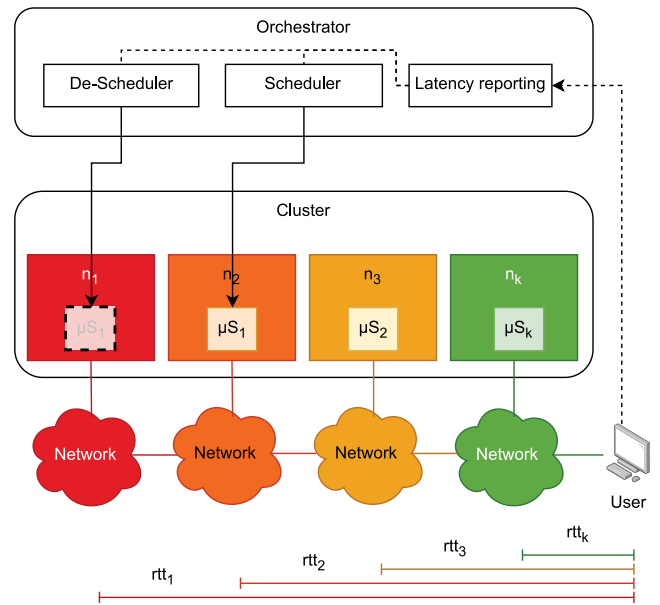 Orchestrator
De-Scheduler
Scheduler
Latency reporting
Cluster
n₁
n₂
n₃
nₖ
µS₁
µS₁
µS₂
µSₖ
Network
Network
Network
Network
User
rttₖ
rtt₃
rtt₂
rtt₁